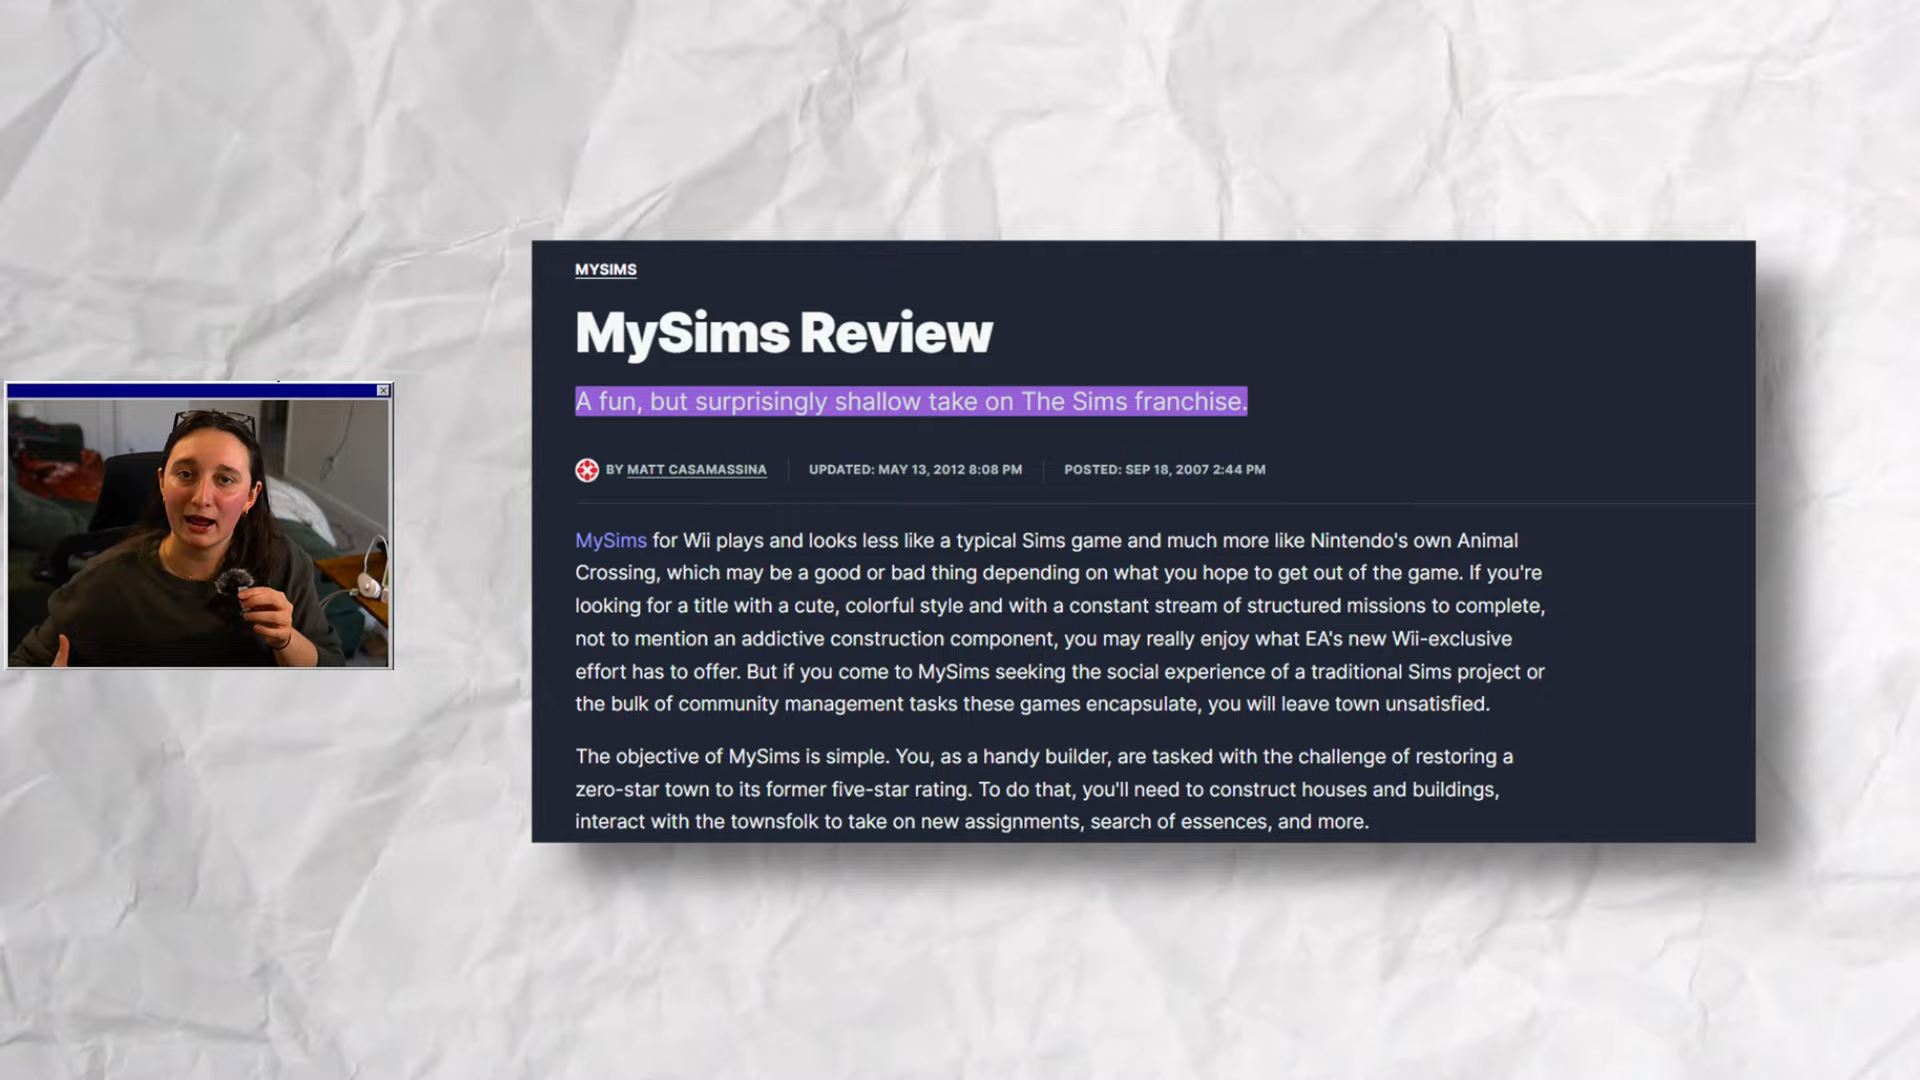 MYSIMS
MySims Review
A fun, but surprisingly shallow take on The Sims franchise.
BY MATT CASAMASSINA UPDATED: MAY 13, 2012 8:08 PM POSTED: SEP 18, 2007 2:44 PM
MySims for Wii plays and looks less like a typical Sims game and much more like Nintendo's own Animal
Crossing, which may be a good or bad thing depending on what you hope to get out of the game. If you're
looking for a title with a cute, colorful style and with a constant stream of structured missions to complete,
not to mention an addictive construction component, you may really enjoy what EA's new Wii-exclusive
effort has to offer. But if you come to MySims seeking the social experience of a traditional Sims project or
the bulk of community management tasks these games encapsulate, you will leave town unsatisfied.
The objective of MySims is simple. You, as a handy builder, are tasked with the challenge of restoring a
zero-star town to its former five-star rating. To do that, you'll need to construct houses and buildings,
interact with the townsfolk to take on new assignments, search of essences, and more.